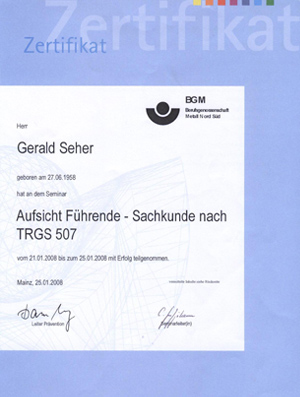 Zertifikat
Zertifikat
BGM
Berufsgenossenschaft
Metall Nord Süd
Herr
Gerald Seher
geboren am 27.06.1958
hat an dem Seminar
Aufsicht Führende - Sachkunde nach
TRGS 507
vom 21.01.2008 bis zum 25.01.2008 mit Erfolg teilgenommen.
Mainz, 25.01.2008
Leiter Prävention
Seminarleiter(in)